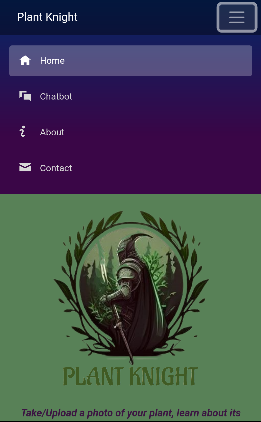 Plant Knight
Home
Chatbot
About
Contact
PLANT KNIGHT
Take/Upload a photo of your plant, learn about its